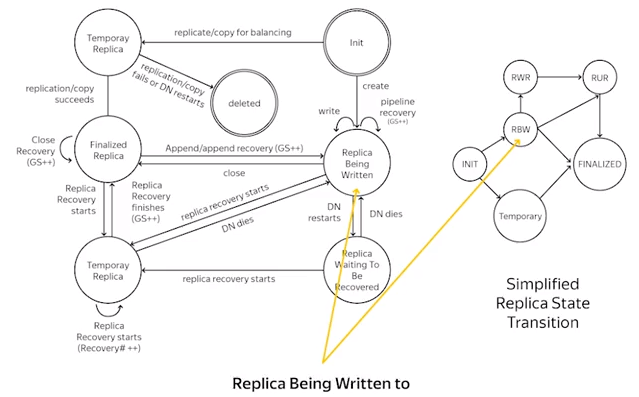 Temporay
Replica
replicate/copy for balancing
Init
replication/copy
fails or DN restarts
deleted
replication/copy
succeeds
create
write
pipeline
recovery
(GS++)
Close
Recovery
(GS++)
Finalized
Replica
Append/append recovery (GS++)
close
Replica
Being
Written
Replica
Recovery
starts
Replica
Recovery
finishes
(GS++)
replica recovery starts
DN dies
DN
restarts
DN dies
Temporay
Replica
replica recovery starts
Replica
Waiting To
Be
Recovered
Replica
Recovery starts
(Recovery# ++)
RWR
RUR
RBW
INIT
FINALIZED
Temporary
Simplified
Replica State
Transition
Replica Being Written to